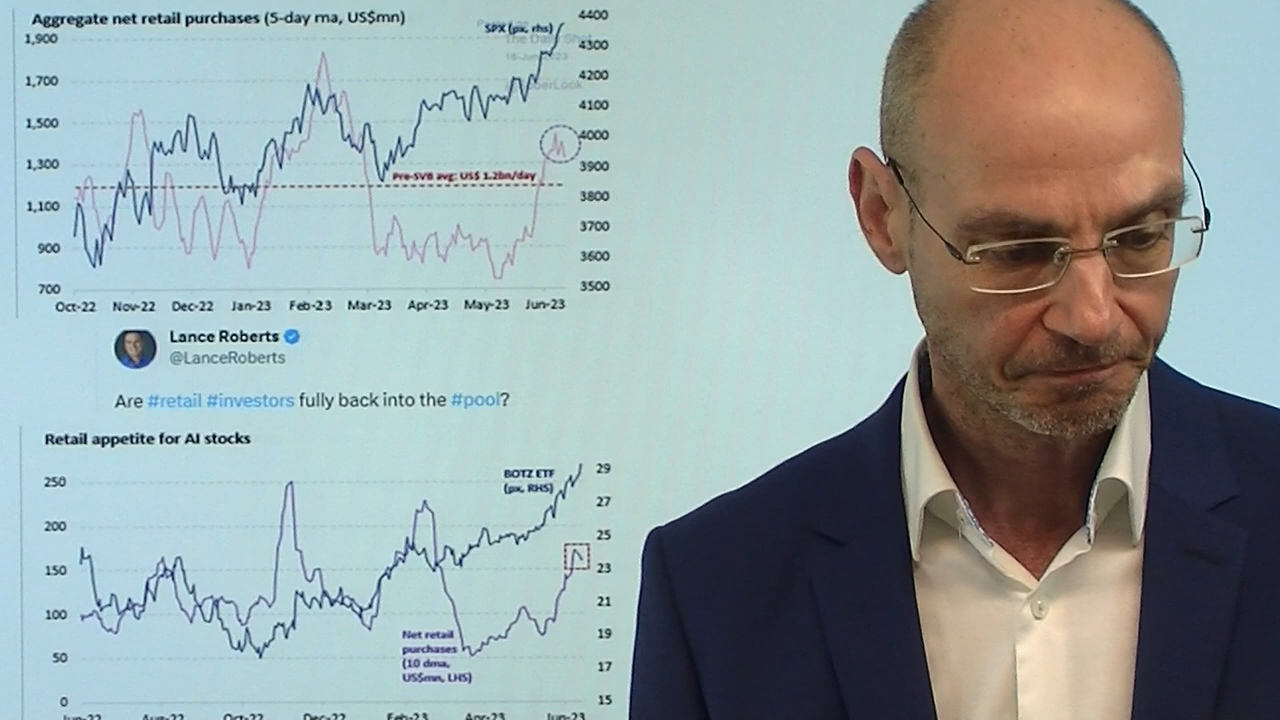 Aggregate net retail purchases (5-day ma, US$mn)
1,900
1,700
1,500
1,300
1,100
900
700
SPX (px, rhs)
4400
4300
4200
4100
4000
3900
3800
3700
3600
3500
The Daily Shot
Pre-SVB avg: US$ 1.2bn/day
Oct-22 Nov-22 Dec-22 Jan-23 Feb-23 Mar-23 Apr-23 May-23 Jun-23
Lance Roberts
@LanceRoberts
Are #retail #investors fully back into the #pool?
Retail appetite for AI stocks
250
200
150
100
50
0
BOTZ ETF
(px, RHS)
29
27
25
23
21
19
17
15
Net retail
purchases
(10 dma,
US$mn, LHS)
Jun-22 Aug-22 Oct-22 Dec-22 Feb-23 Apr-23 Jun-23